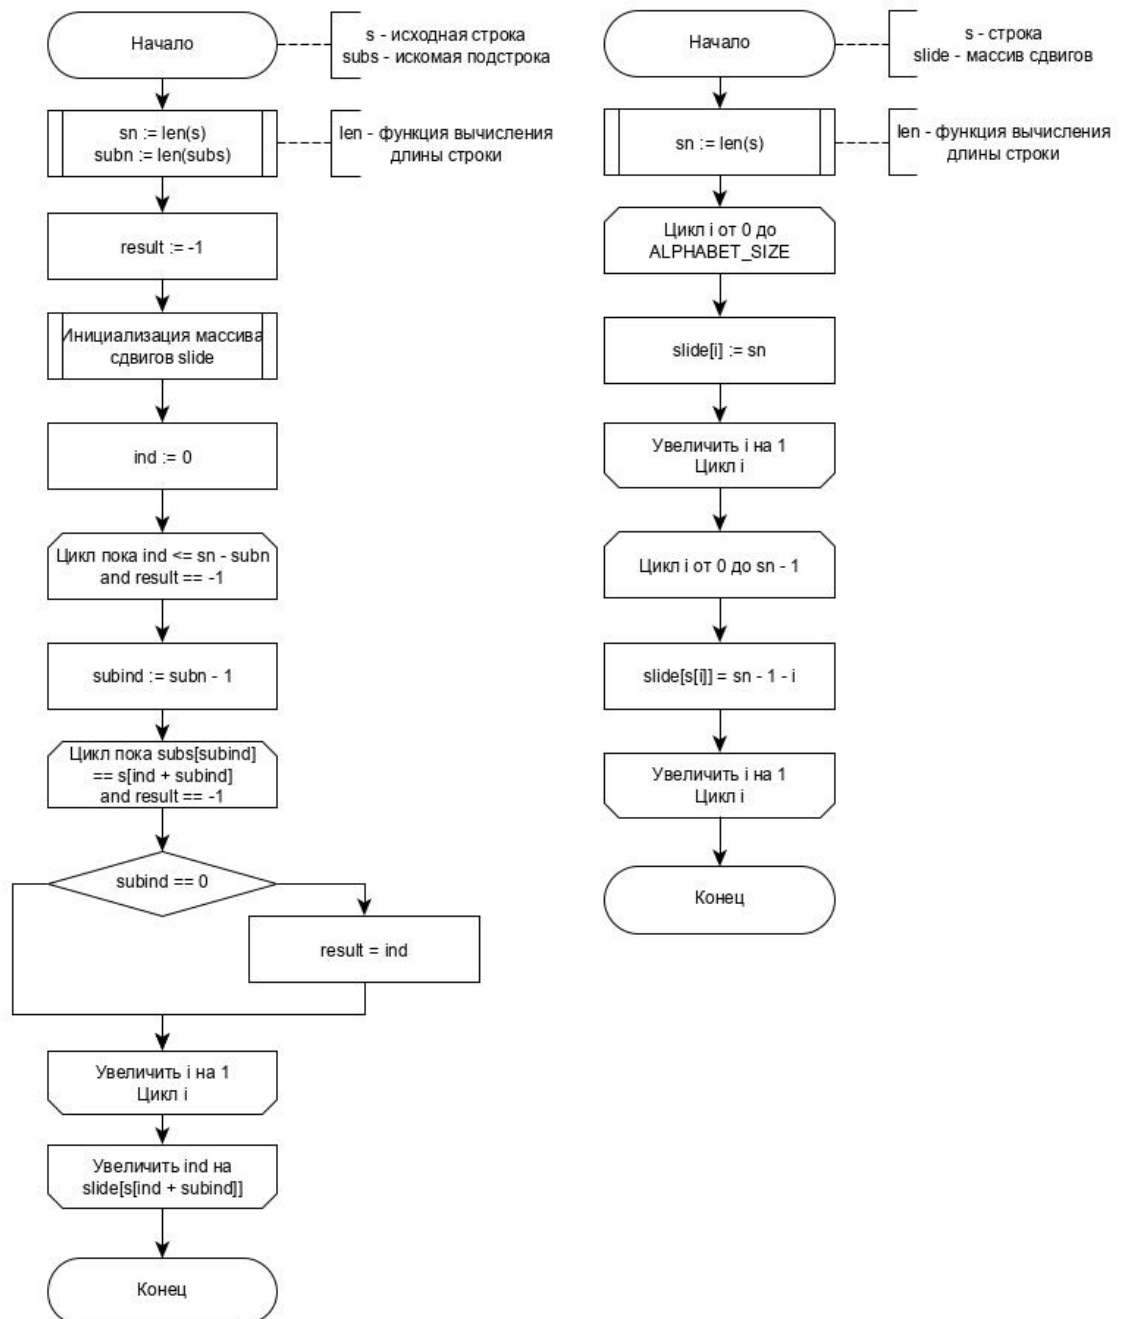 Начало
s - исходная строка
subs - искомая подстрока
sn := len(s)
subn := len(subs)
len - функция вычисления
длины строки
result := -1
Инициализация массива
сдвигов slide
ind := 0
Цикл пока ind <= sn - subn
and result == -1
subind := subn - 1
Цикл пока subs[subind]
== s[ind + subind]
and result == -1
subind == 0
result = ind
Увеличить i на 1
Цикл i
Увеличить ind на
slide[s[ind + subind]]
Конец
Начало
s - строка
slide - массив сдвигов
sn := len(s)
len - функция вычисления
длины строки
Цикл i от 0 до
ALPHABET_SIZE
slide[i] := sn
Увеличить i на 1
Цикл i
Цикл i от 0 до sn - 1
slide[s[i]] = sn - 1 - i
Увеличить i на 1
Цикл i
Конец